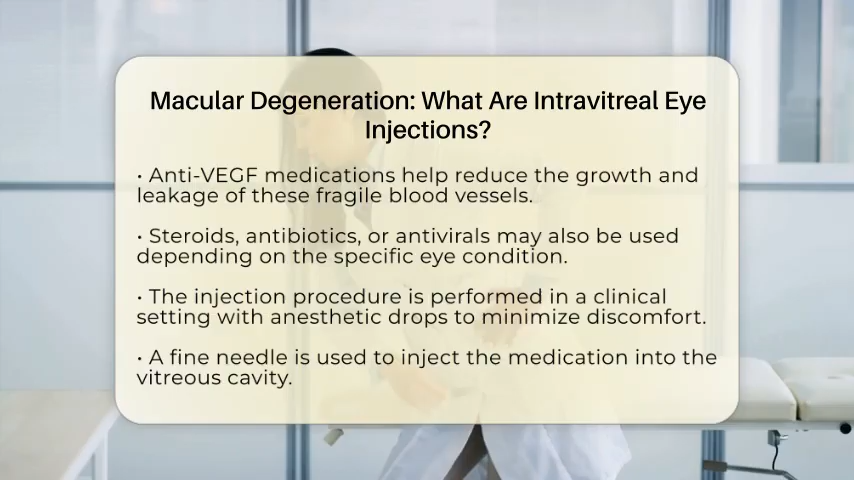 Macular Degeneration: What Are Intravitreal Eye
Injections?
• Anti-VEGF medications help reduce the growth and
leakage of these fragile blood vessels.
• Steroids, antibiotics, or antivirals may also be used
depending on the specific eye condition.
• The injection procedure is performed in a clinical
setting with anesthetic drops to minimize discomfort.
• A fine needle is used to inject the medication into the
vitreous cavity.